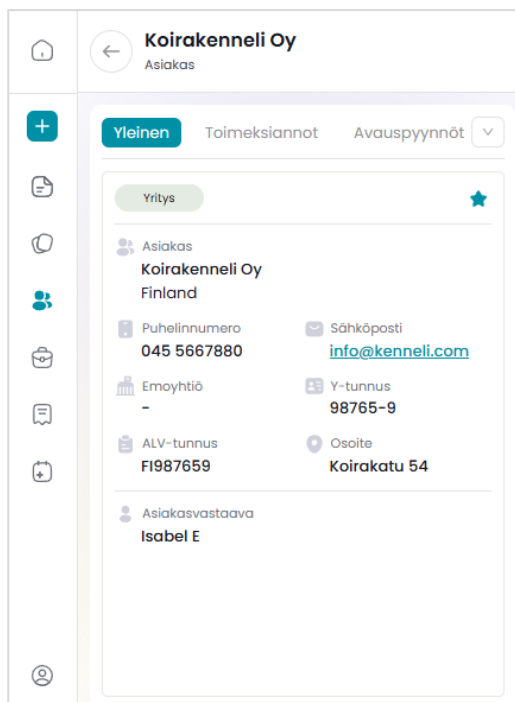 Koirakenneli Oy
Asiakas
Yleinen Toimeksiannot Avauspyynnöt
Yritys
Asiakas
Koirakenneli Oy
Finland
Puhelinnumero Sähköposti
045 5667880 info@kenneli.com
Emoyhtiö Y-tunnus
- 98765-9
ALV-tunnus Osoite
FI987659 Koirakatu 54
Asiakasvastaava
Isabel E